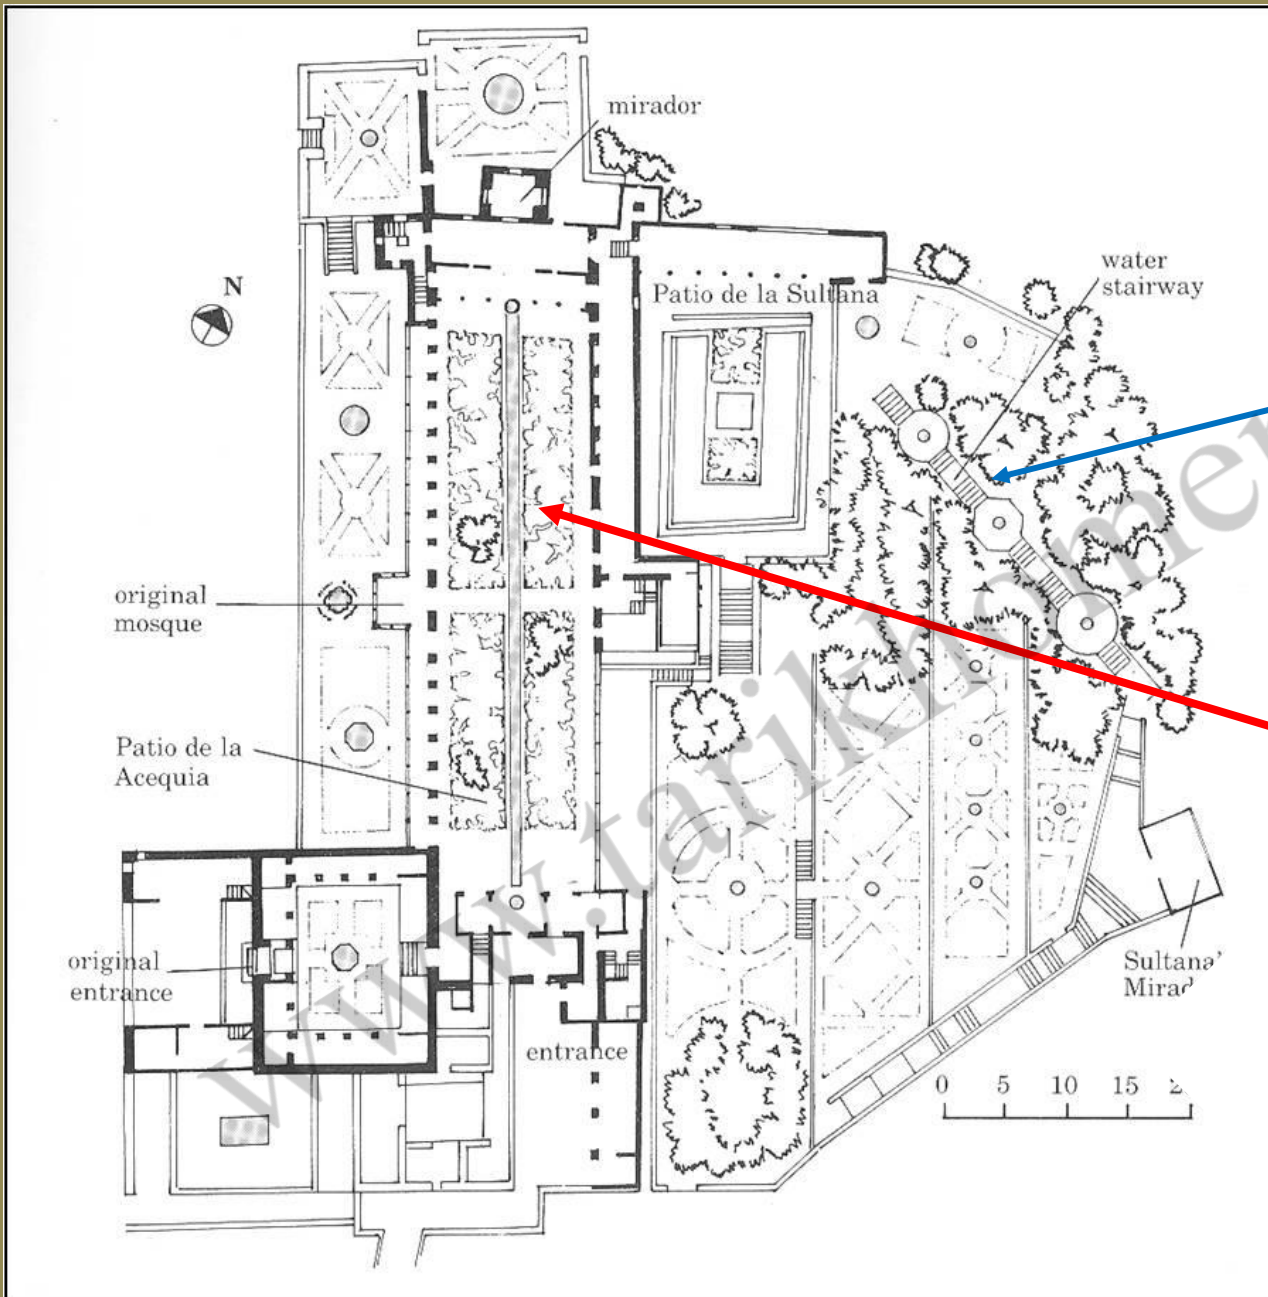 mirador
water
stairway
N
Patio de la Sultana
original
mosque
Patio de la
Acequia
original
entrance
entrance
Sultana'
Mirad
0 5 10 15
www.tarikhome